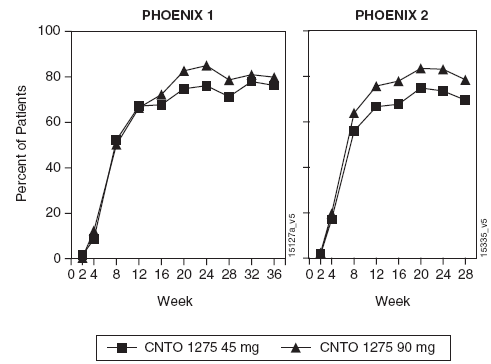 PHOENIX 1
PHOENIX 2
Percent of Patients
100
80
60
40
20
0
0 2 4 8 12 16 20 24 28 32 36
0 2 4 8 12 16 20 24 28
Week
Week
15127a_v5
15335_v5
CNTO 1275 45 mg
CNTO 1275 90 mg